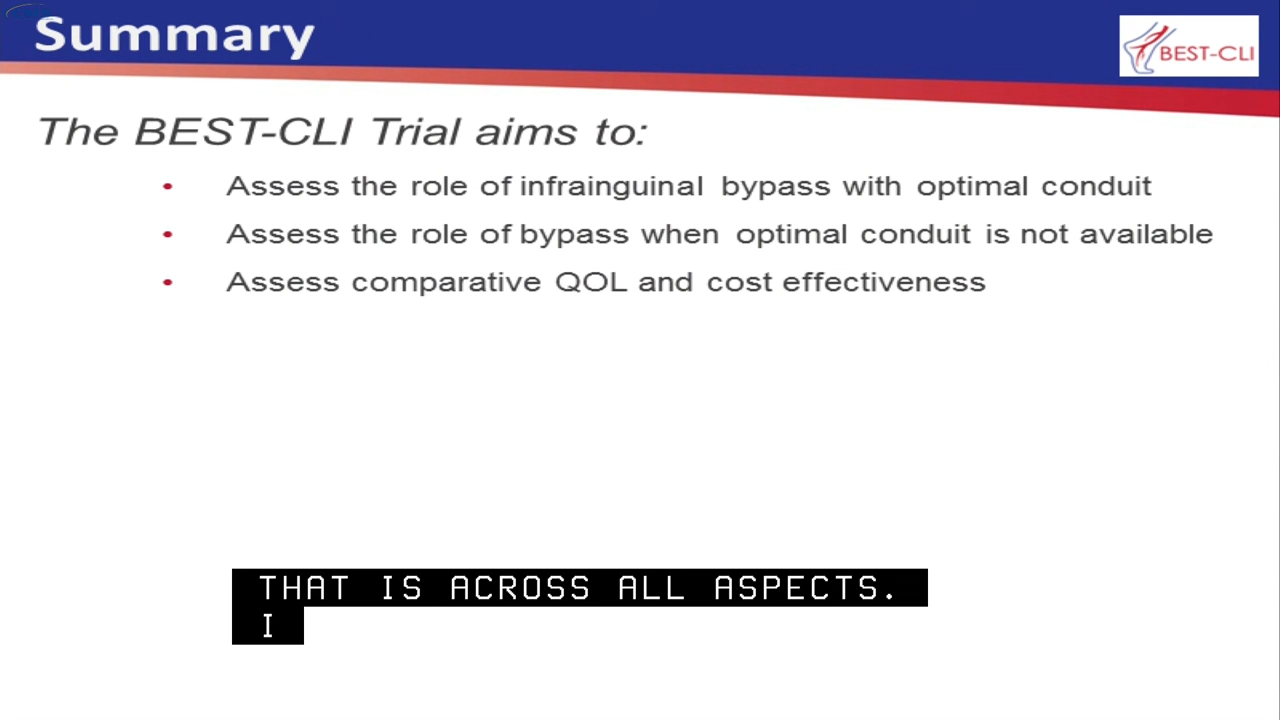 Summary
BEST-CLI
The BEST-CLI Trial aims to:
• Assess the role of infrainguinal bypass with optimal conduit
• Assess the role of bypass when optimal conduit is not available
• Assess comparative QOL and cost effectiveness
THAT IS ACROSS ALL ASPECTS.
I